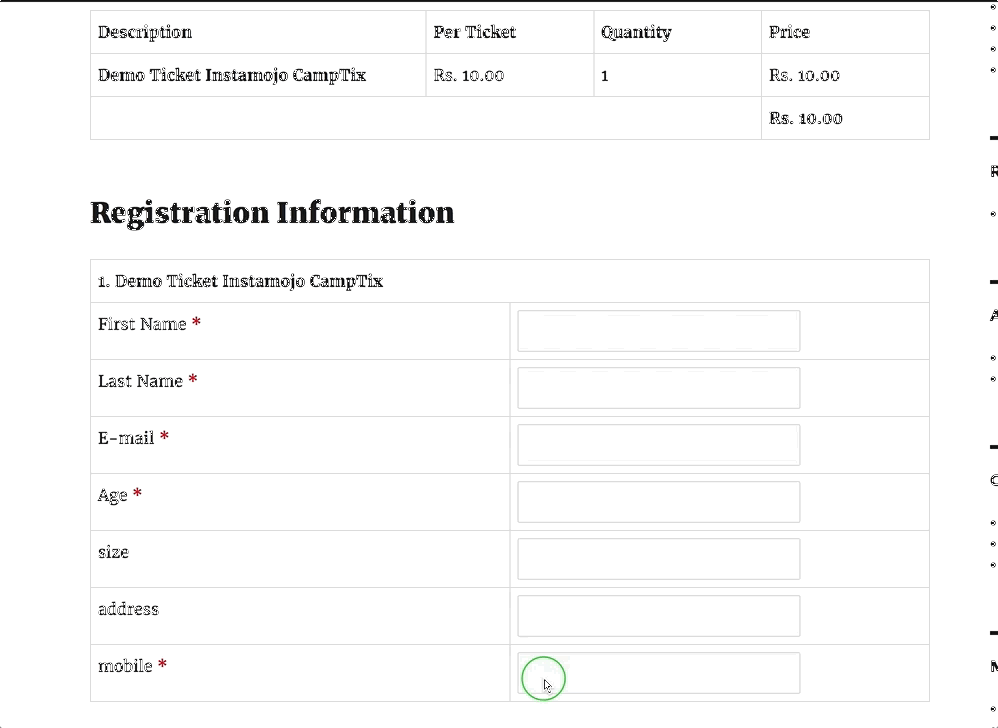 Description Per Ticket Quantity Price
Demo Ticket Instamojo CampTix Rs. 10.00 1 Rs. 10.00
Rs. 10.00
Registration Information
1. Demo Ticket Instamojo CampTix
First Name *
Last Name *
E-mail *
Age *
size
address
mobile *